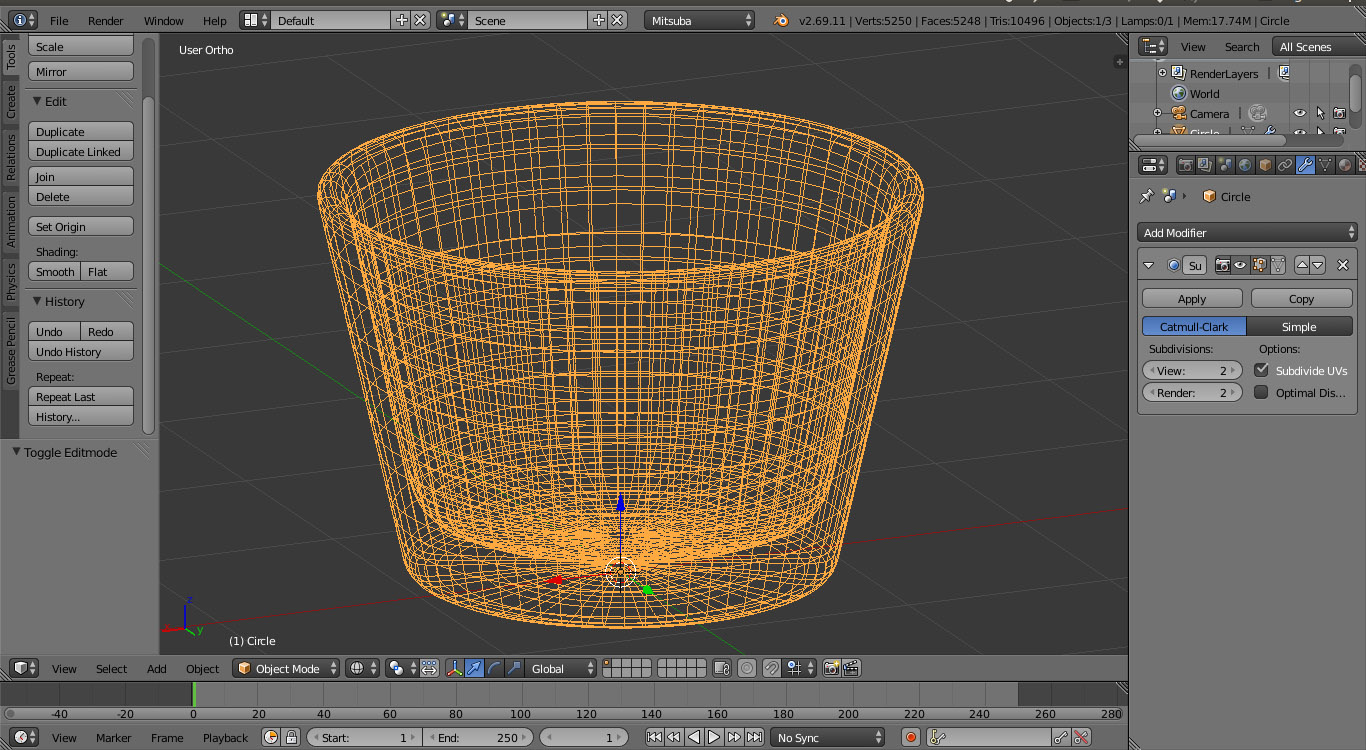 File Render Window Help Default Scene Mitsuba v2.69.11 | Verts:5250 | Faces:5248 | Tris:10496 | Objects:1/3 | Lamps:0/1 | Mem:17.74M | Circle
Tools
Create
Relations
Animation
Physics
Grease Pencil
Scale
Mirror
Edit
Duplicate
Duplicate Linked
Join
Delete
Set Origin
Shading:
Smooth Flat
History
Undo Redo
Undo History
Repeat:
Repeat Last
History...
Toggle Editmode
User Ortho
z
y
(1) Circle
View Search All Scenes
RenderLayers
World
Camera
Circle
Circle
Add Modifier
Su
Apply Copy
Catmull-Clark Simple
Subdivisions: Options:
View: 2 Subdivide UVs
Render: 2 Optimal Dis...
View Select Add Object Object Mode Global
-40 -20 0 20 40 60 80 100 120 140 160 180 200 220 240 260 280
View Marker Frame Playback Start: 1 End: 250 1 No Sync